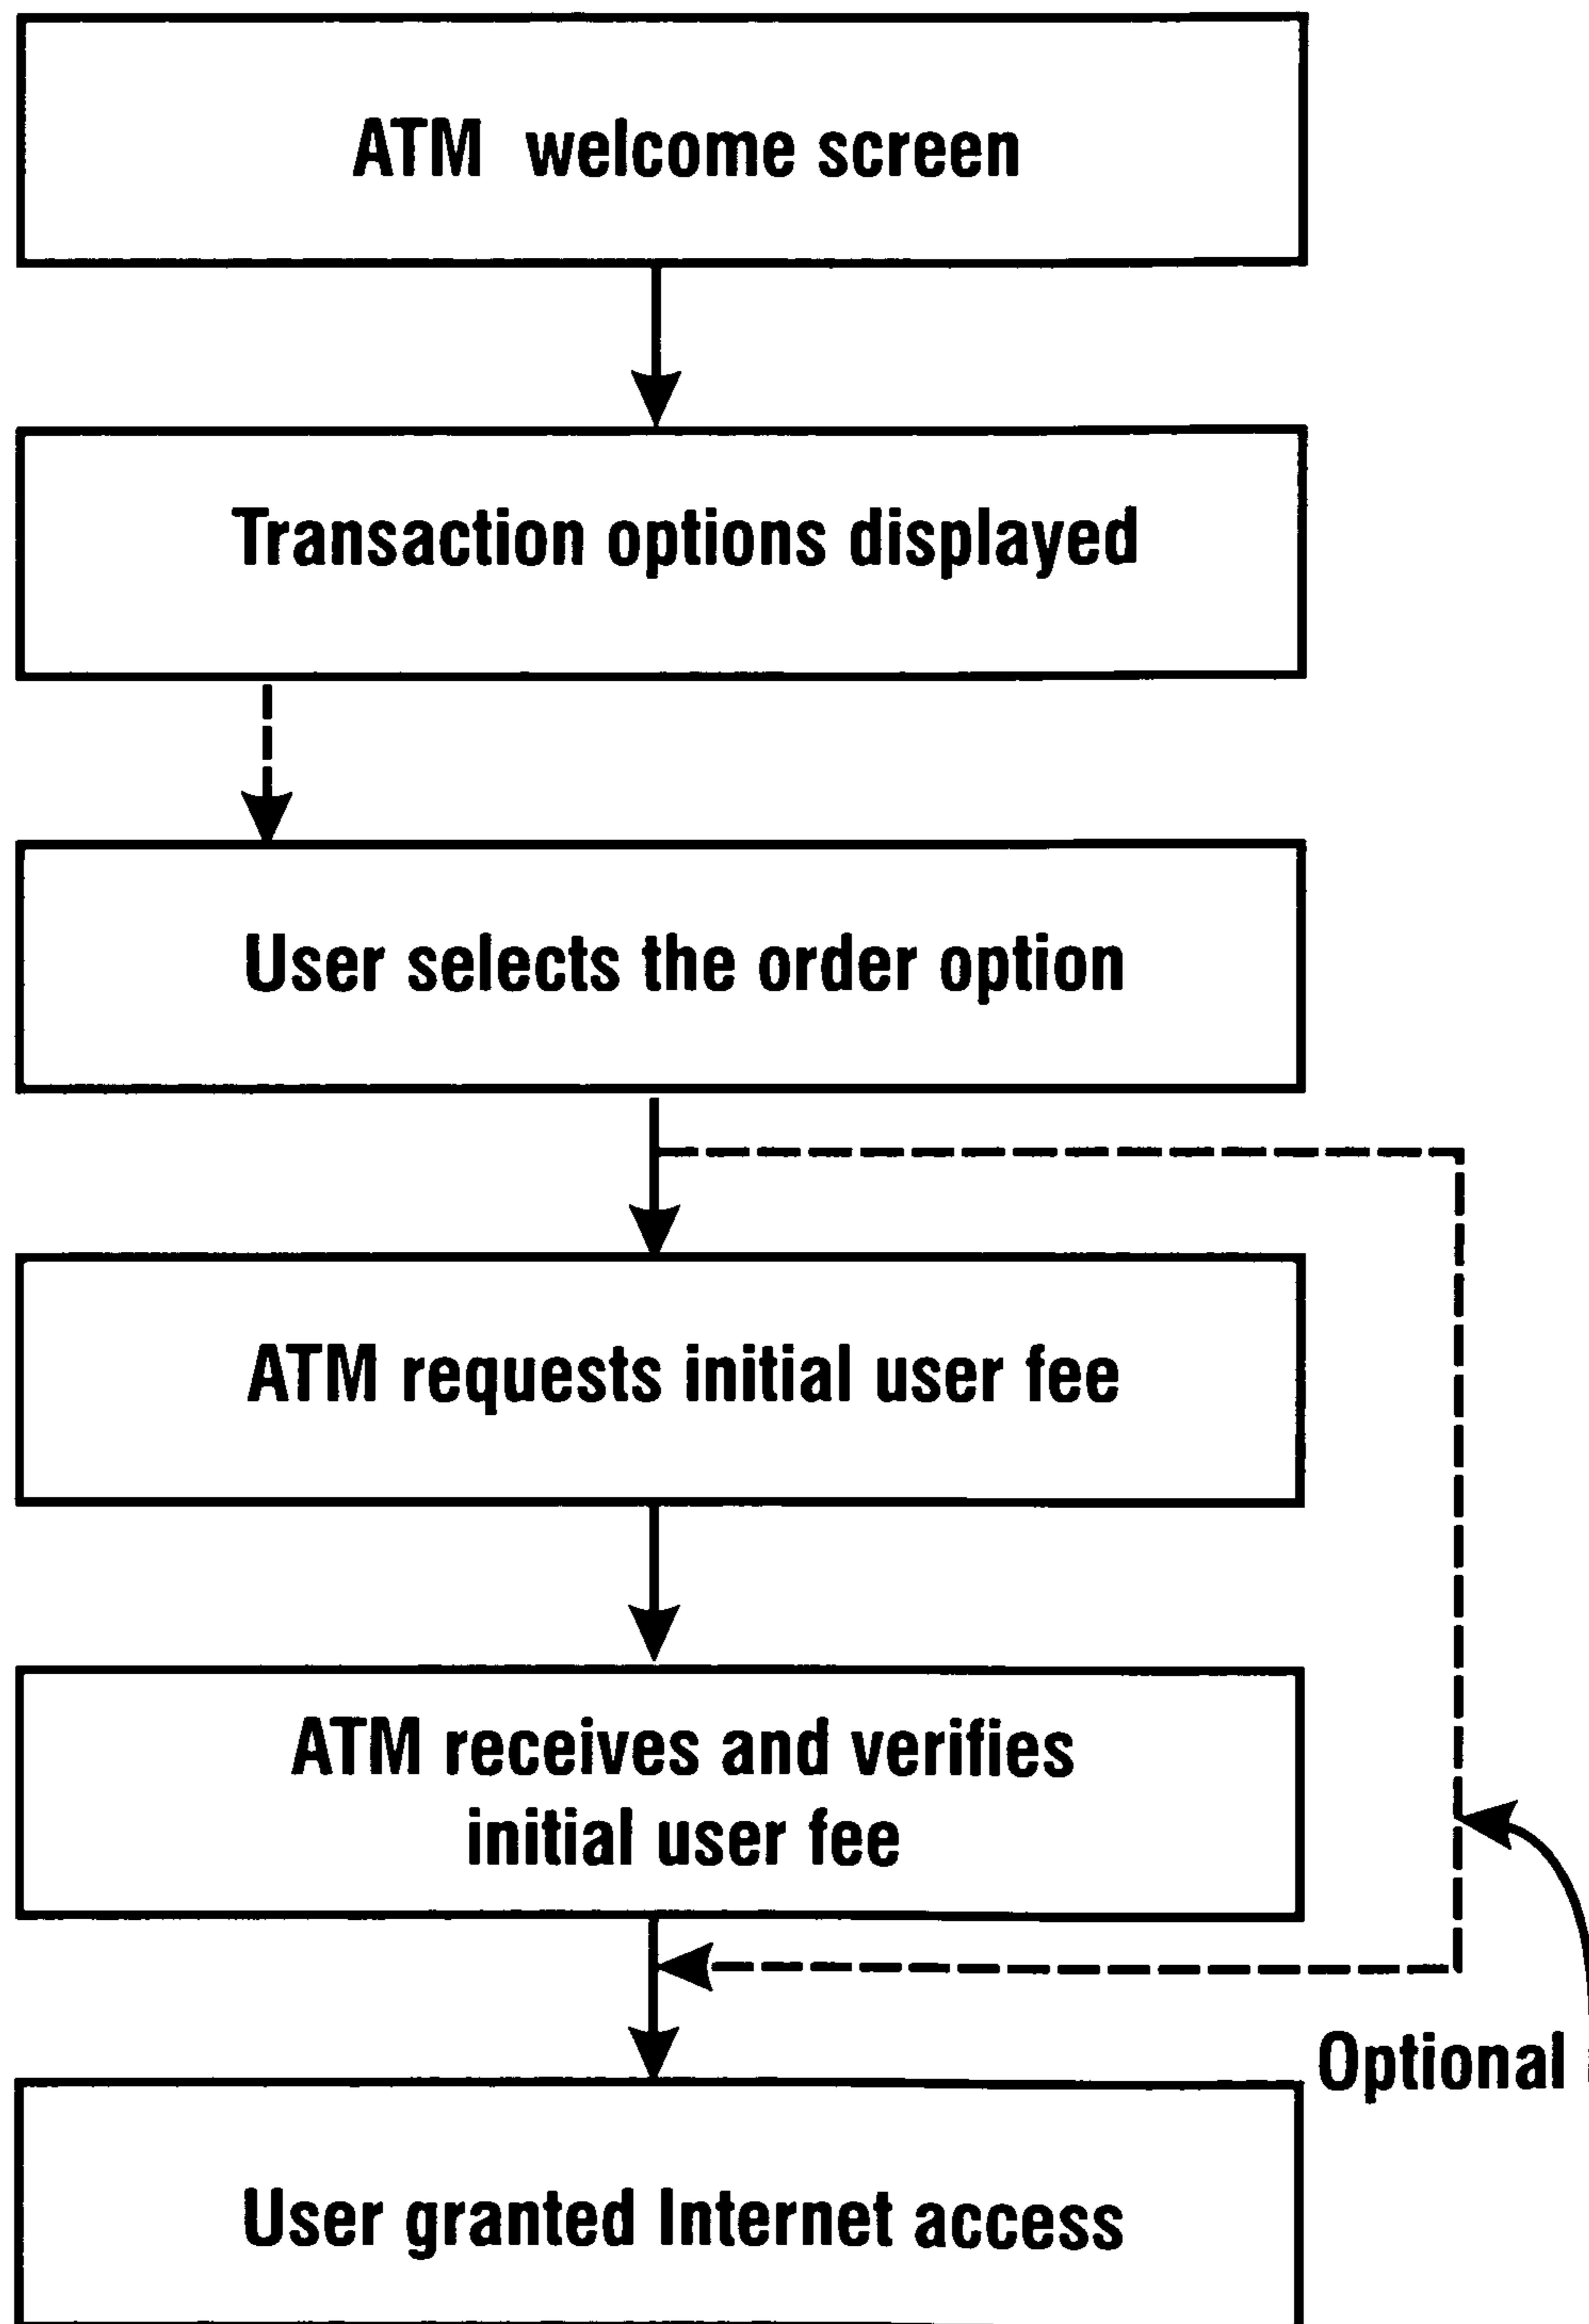 ATM welcome screen
Transaction options displayed
User selects the order option
ATM requests initial user fee
ATM receives and verifies
initial user fee
Optional
User granted Internet access